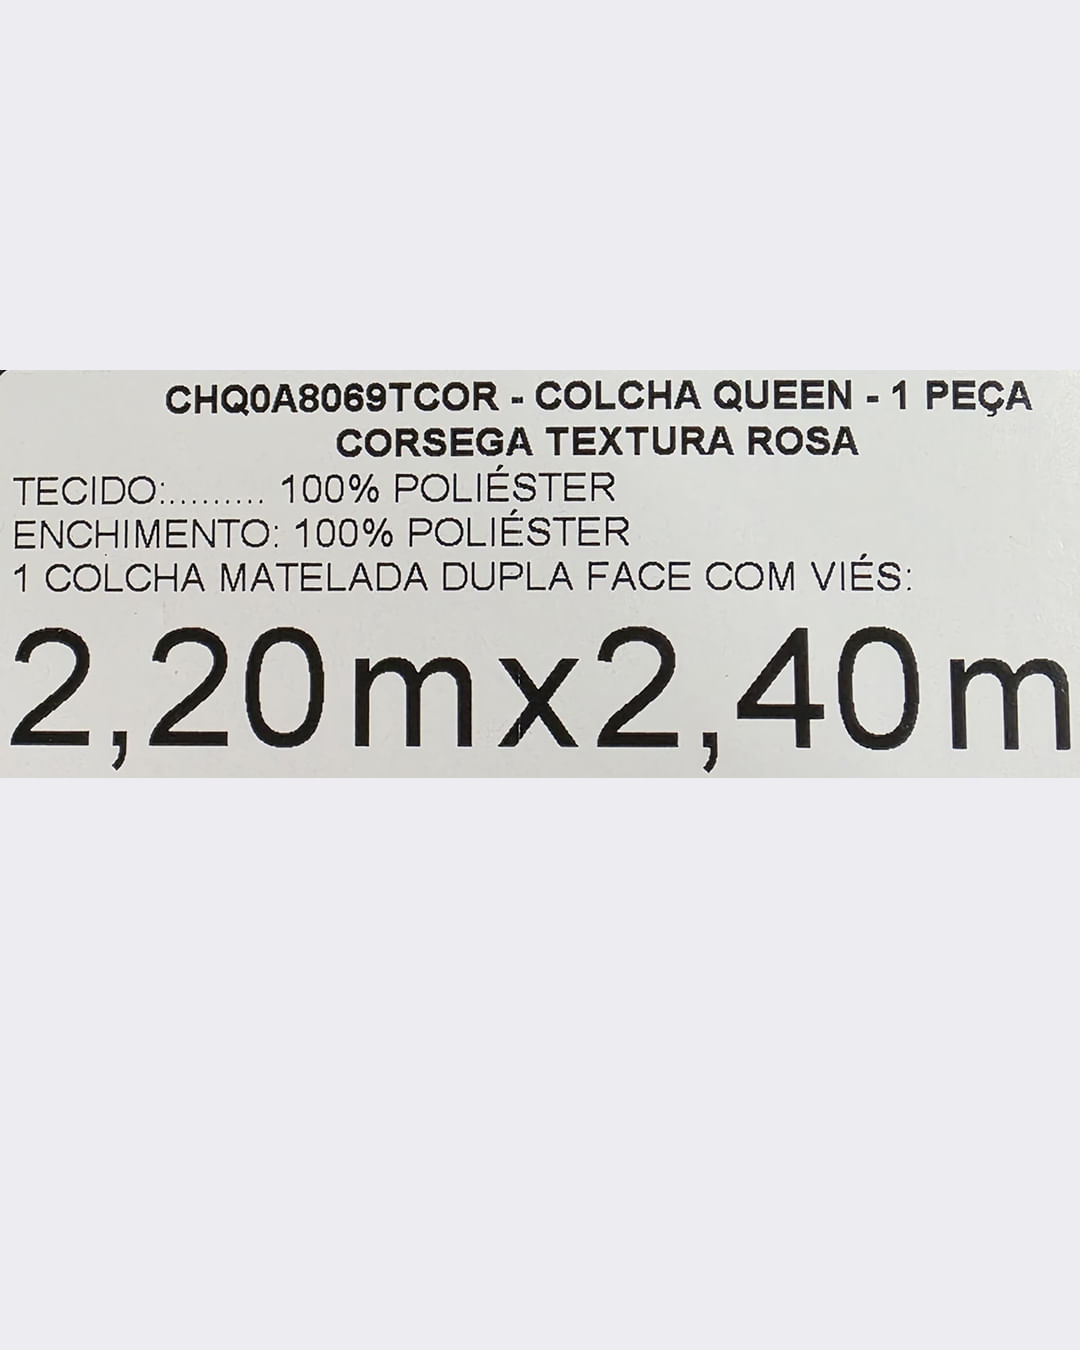 CHQ0A8069TCOR - COLCHA QUEEN - 1 PEÇA
CORSEGA TEXTURA ROSA
TECIDO:......... 100% POLIÉSTER
ENCHIMENTO: 100% POLIÉSTER
1 COLCHA MATELADA DUPLA FACE COM VIÉS:
2,20mx2,40m